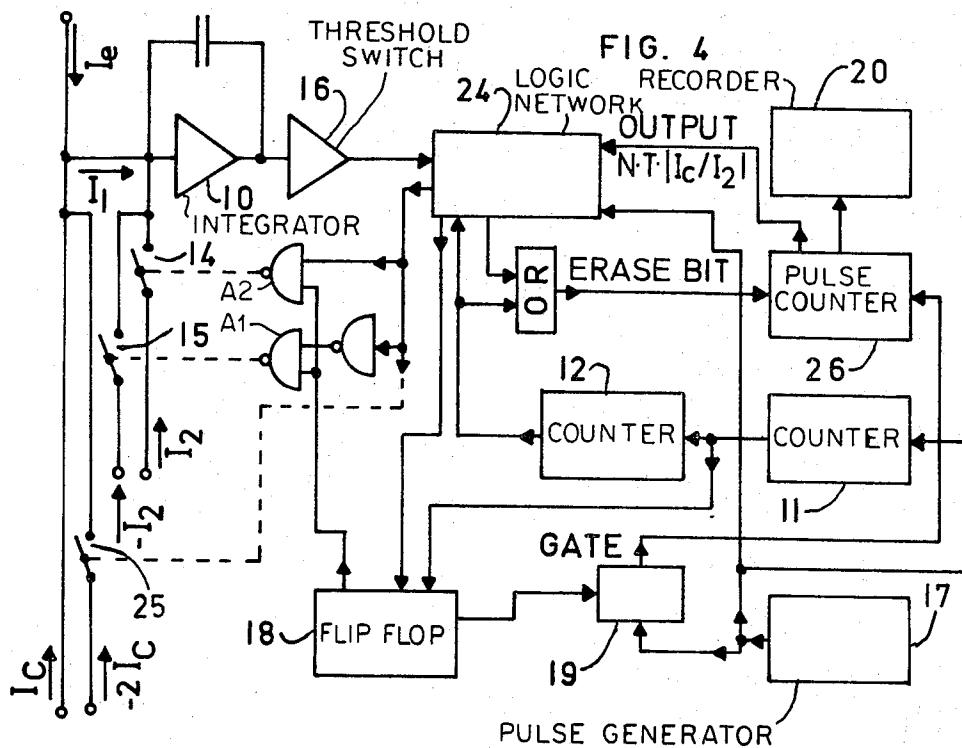 FIG. 4
THRESHOLD
SWITCH
16
Ie
I1
10
INTEGRATOR
24
LOGIC
NETWORK
RECORDER
20
OUTPUT
N·T·|Ic/I2|
14
A2
15
A1
OR
ERASE BIT
PULSE
COUNTER
26
12
COUNTER
COUNTER
11
I2
-I2
25
IC
-2IC
18
FLIP FLOP
GATE
19
17
PULSE GENERATOR